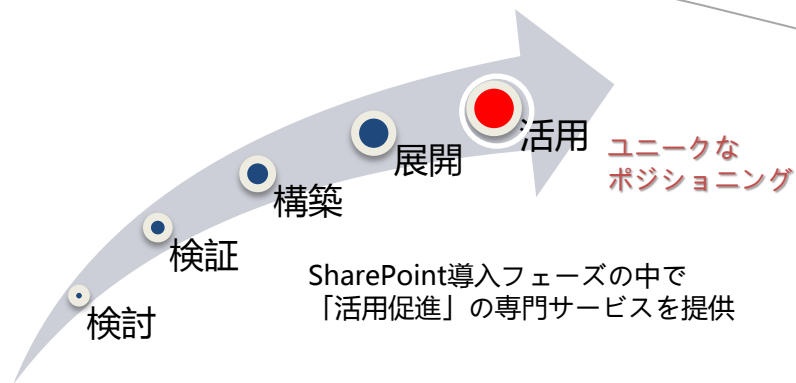 検討
検証
構築
展開
活用
ユニークな
ポジショニング
SharePoint導入フェーズの中で
「活用促進」の専門サービスを提供